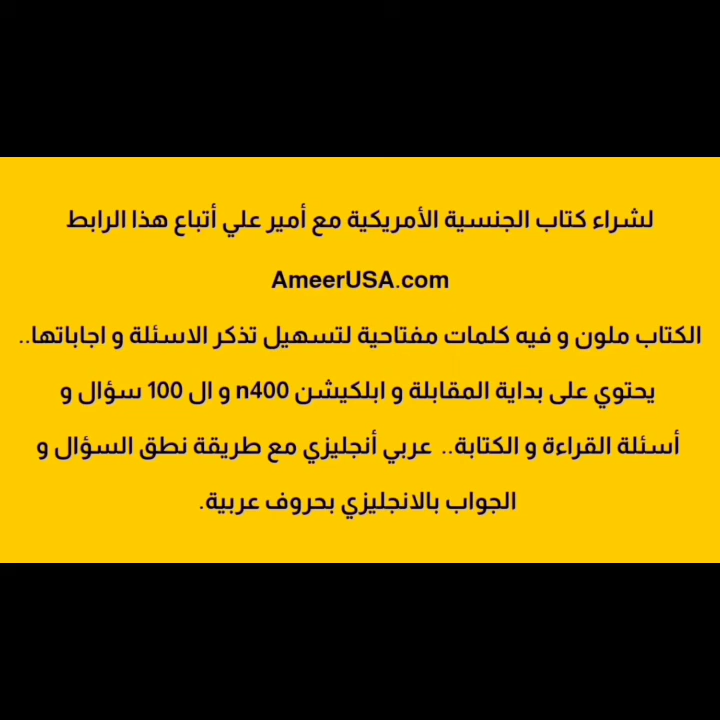 لشراء كتاب الجنسية الأمريكية مع أمير علي أتباع هذا الرابط
AmeerUSA.com
الكتاب ملون و فيه كلمات مفتاحية لتسهيل تذكر الاسئلة و اجاباتها..
يحتوي على بداية المقابلة و ابلكيشن n400 و ال 100 سؤال و
أسئلة القراءة و الكتابة.. عربي أنجليزي مع طريقة نطق السؤال و
الجواب بالانجليزي بحروف عربية.